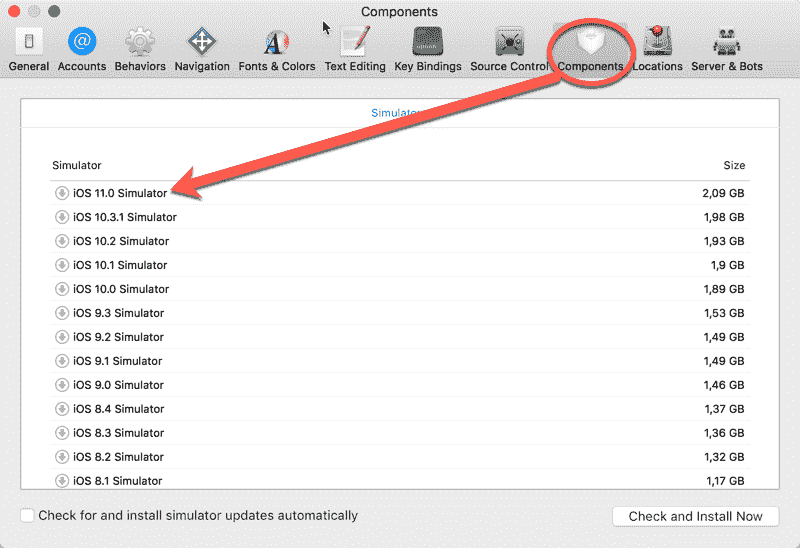 Components
General Accounts Behaviors Navigation Fonts & Colors Text Editing Key Bindings Source Control Components Locations Server & Bots
Simulator
Simulator Size
iOS 11.0 Simulator 2,09 GB
iOS 10.3.1 Simulator 1,98 GB
iOS 10.2 Simulator 1,93 GB
iOS 10.1 Simulator 1,9 GB
iOS 10.0 Simulator 1,89 GB
iOS 9.3 Simulator 1,53 GB
iOS 9.2 Simulator 1,49 GB
iOS 9.1 Simulator 1,49 GB
iOS 9.0 Simulator 1,46 GB
iOS 8.4 Simulator 1,37 GB
iOS 8.3 Simulator 1,36 GB
iOS 8.2 Simulator 1,32 GB
iOS 8.1 Simulator 1,17 GB
Check for and install simulator updates automatically Check and Install Now